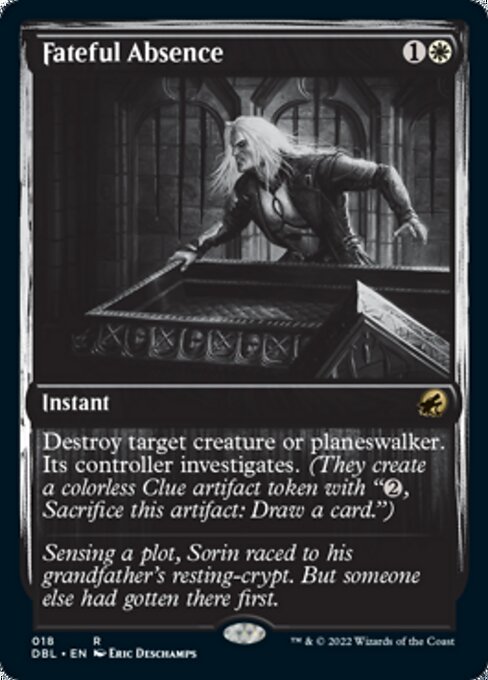 Fateful Absence 1
Instant
Destroy target creature or planeswalker.
Its controller investigates. (They create
a colorless Clue artifact token with “2,
Sacrifice this artifact: Draw a card.”)
Sensing a plot, Sorin raced to his
grandfather’s resting-crypt. But someone
else had gotten there first.
018 R
DBL • EN Eric Deschamps
™ & © 2022 Wizards of the Coast